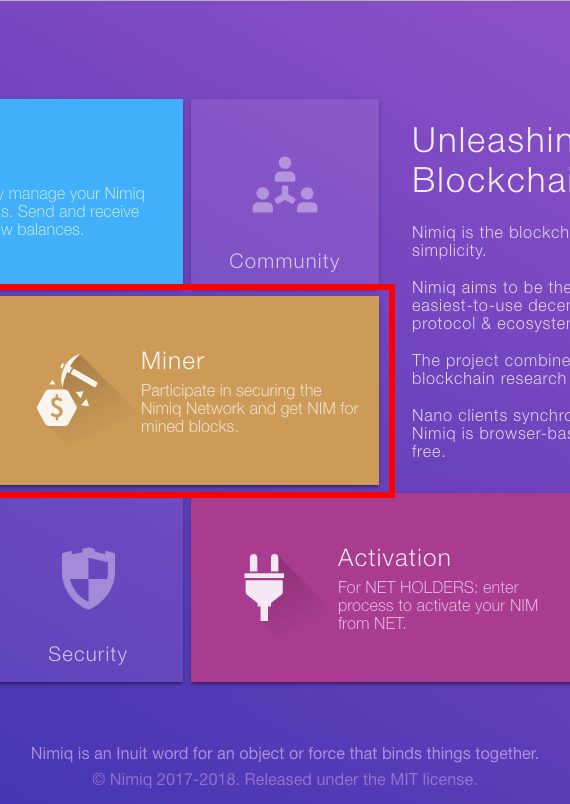 y manage your Nimiq
s. Send and receive
w balances.
Community
Unleashin
Blockchai
Nimiq is the blockch
simplicity.
Nimiq aims to be the
easiest-to-use decen
protocol & ecosyste
The project combine
blockchain research
Nano clients synchro
Nimiq is browser-bas
free.
Miner
Participate in securing the
Nimiq Network and get NIM for
mined blocks.
$
Security
Activation
For NET HOLDERS: enter
process to activate your NIM
from NET.
Nimiq is an Inuit word for an object or force that binds things together.
© Nimiq 2017-2018. Released under the MIT license.